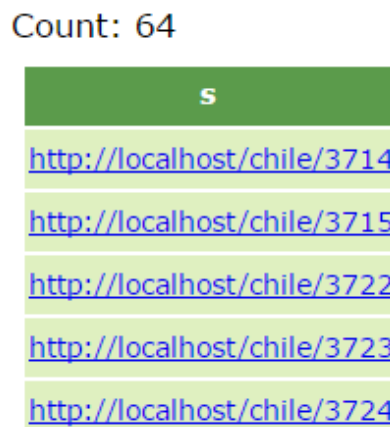 Count: 64
s
http://localhost/chile/3714
http://localhost/chile/3715
http://localhost/chile/3722
http://localhost/chile/3723
http://localhost/chile/3724